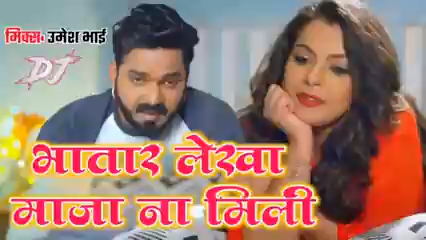 मिक्स, उमेश भाई
DJ
भातार लेखा
माजा ना मिली